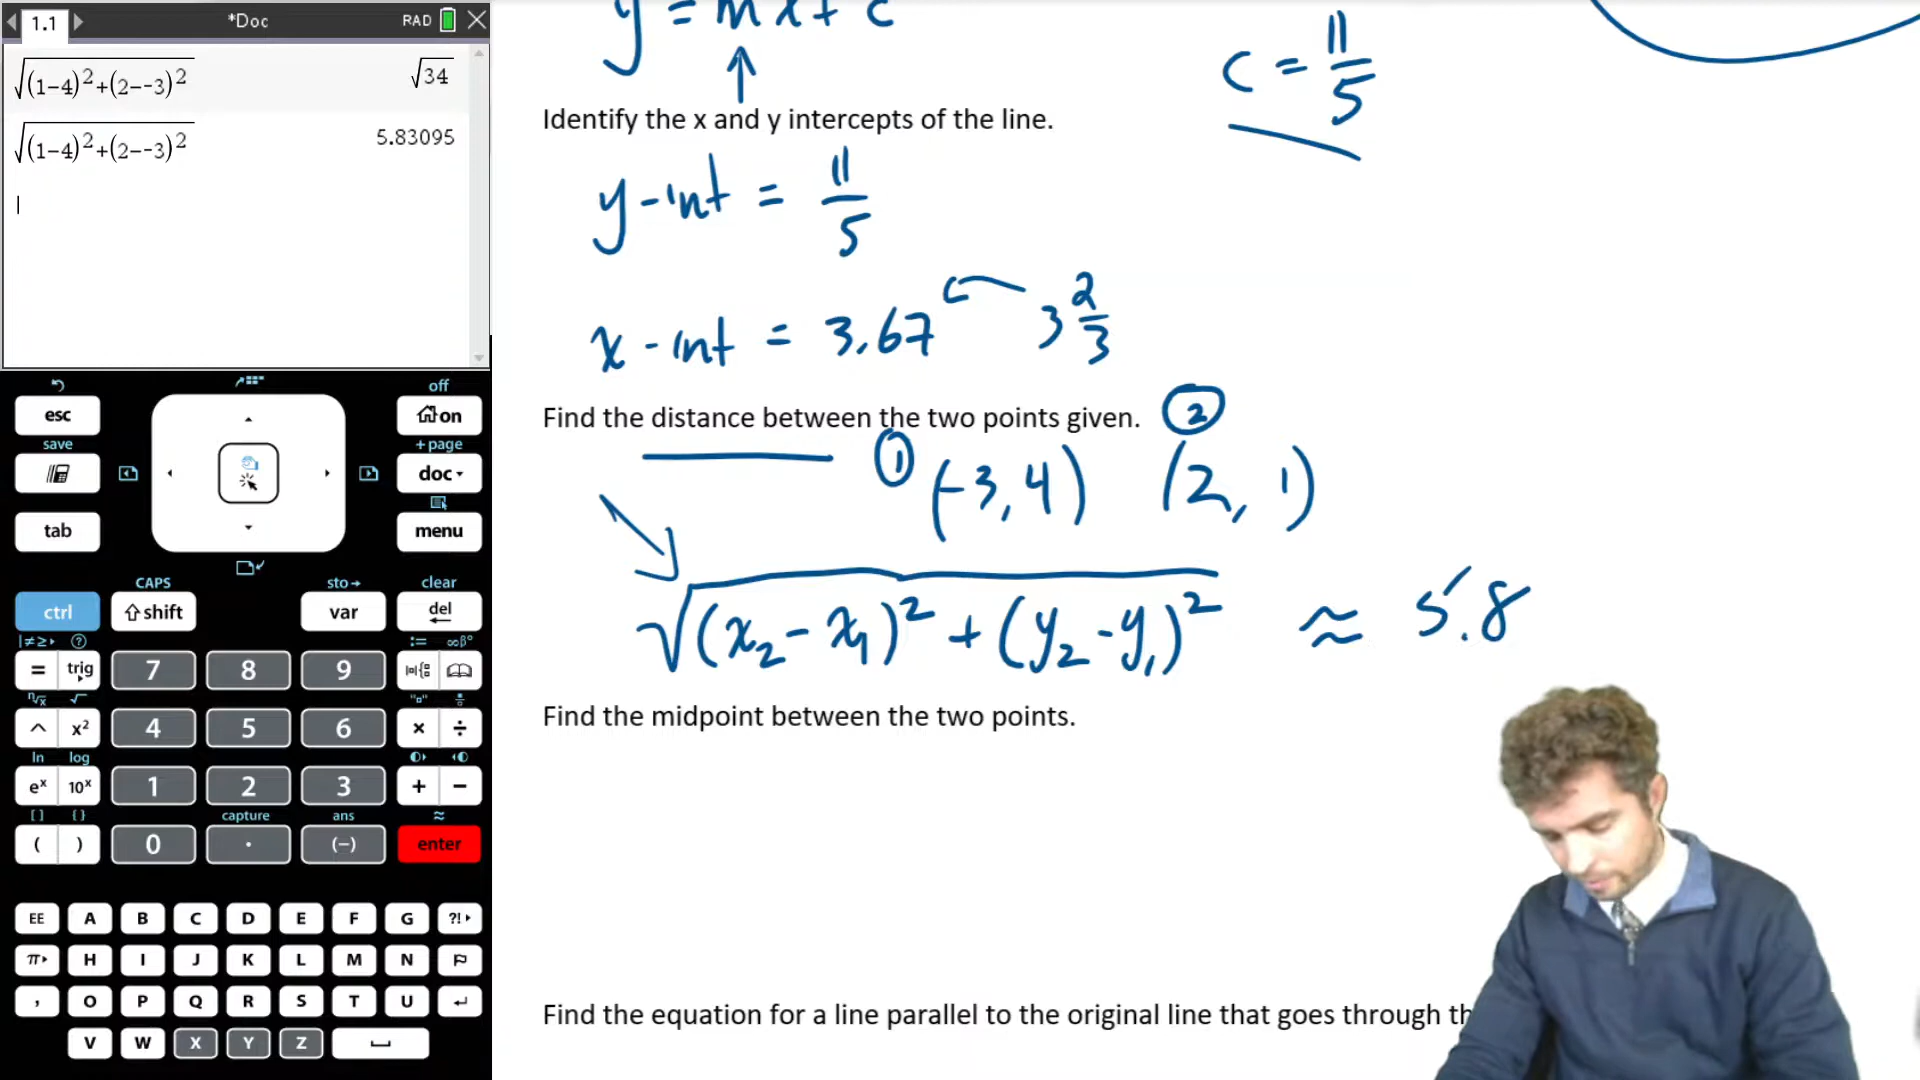 1.1 *Doc RAD
√(1−4)²+(2−−3)² √34
√(1−4)²+(2−−3)² 5.83095
off
esc on
save + page
doc
tab menu
CAPS sto→ clear
ctrl ⇧shift var del
|≠≥▸ ? := ∞β°
= trig 7 8 9
ⁿ√x √ "▫"
^ x² 4 5 6 × ÷
ln log
eˣ 10ˣ 1 2 3 + −
[ ] { } capture ans ≈
( ) 0 . (−) enter
EE A B C D E F G ?!▸
π▸ H I J K L M N
, O P Q R S T U ↵
V W X Y Z
y = mx + c
c = 11/5
Identify the x and y intercepts of the line.
y-int = 11/5
x-int = 3.67 3 2/3
Find the distance between the two points given.
① (-3, 4) ② (2, 1)
√(x₂ - x₁)² + (y₂ - y₁)² ≈ 5.8
Find the midpoint between the two points.
Find the equation for a line parallel to the original line that goes through